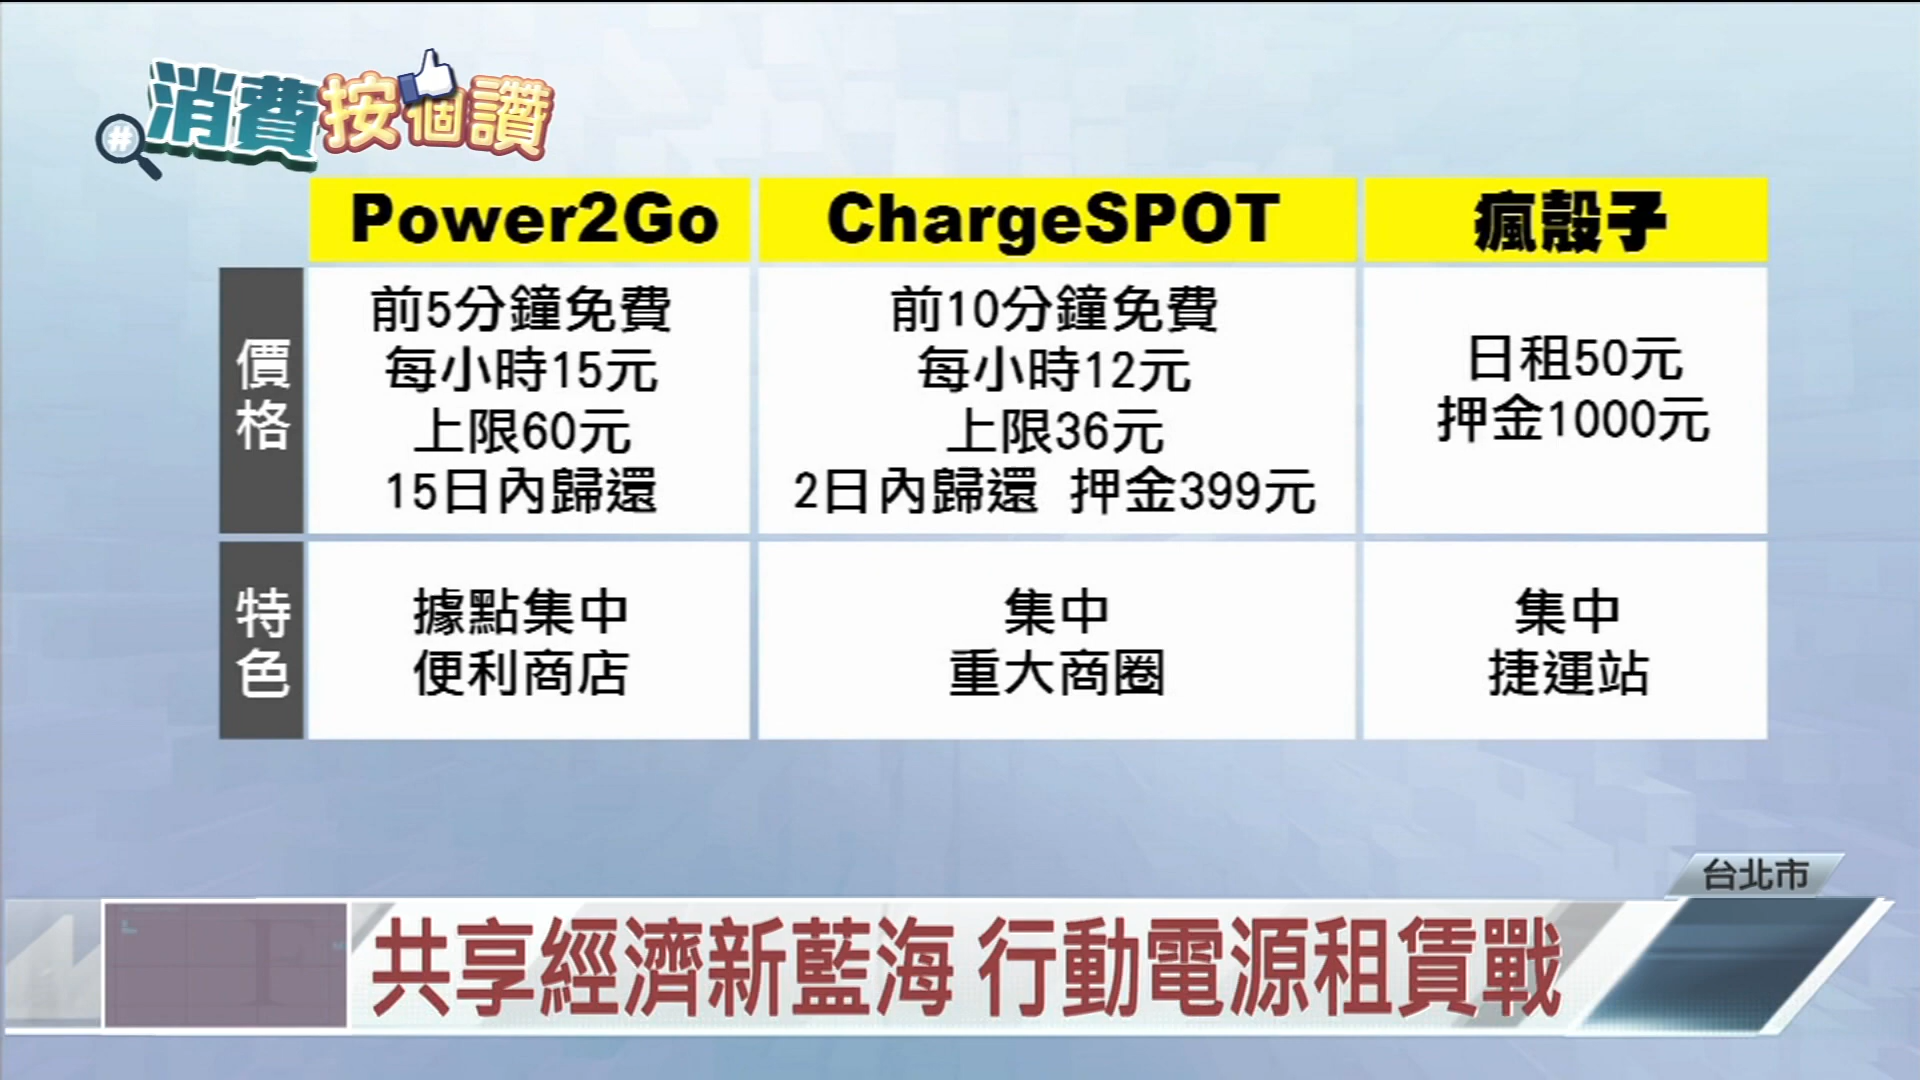 #消費按個讚
Power2Go
ChargeSPOT
瘋殼子
價格
前5分鐘免費
每小時15元
上限60元
15日內歸還
前10分鐘免費
每小時12元
上限36元
2日內歸還 押金399元
日租50元
押金1000元
特色
據點集中
便利商店
集中
重大商圈
集中
捷運站
台北市
共享經濟新藍海 行動電源租賃戰